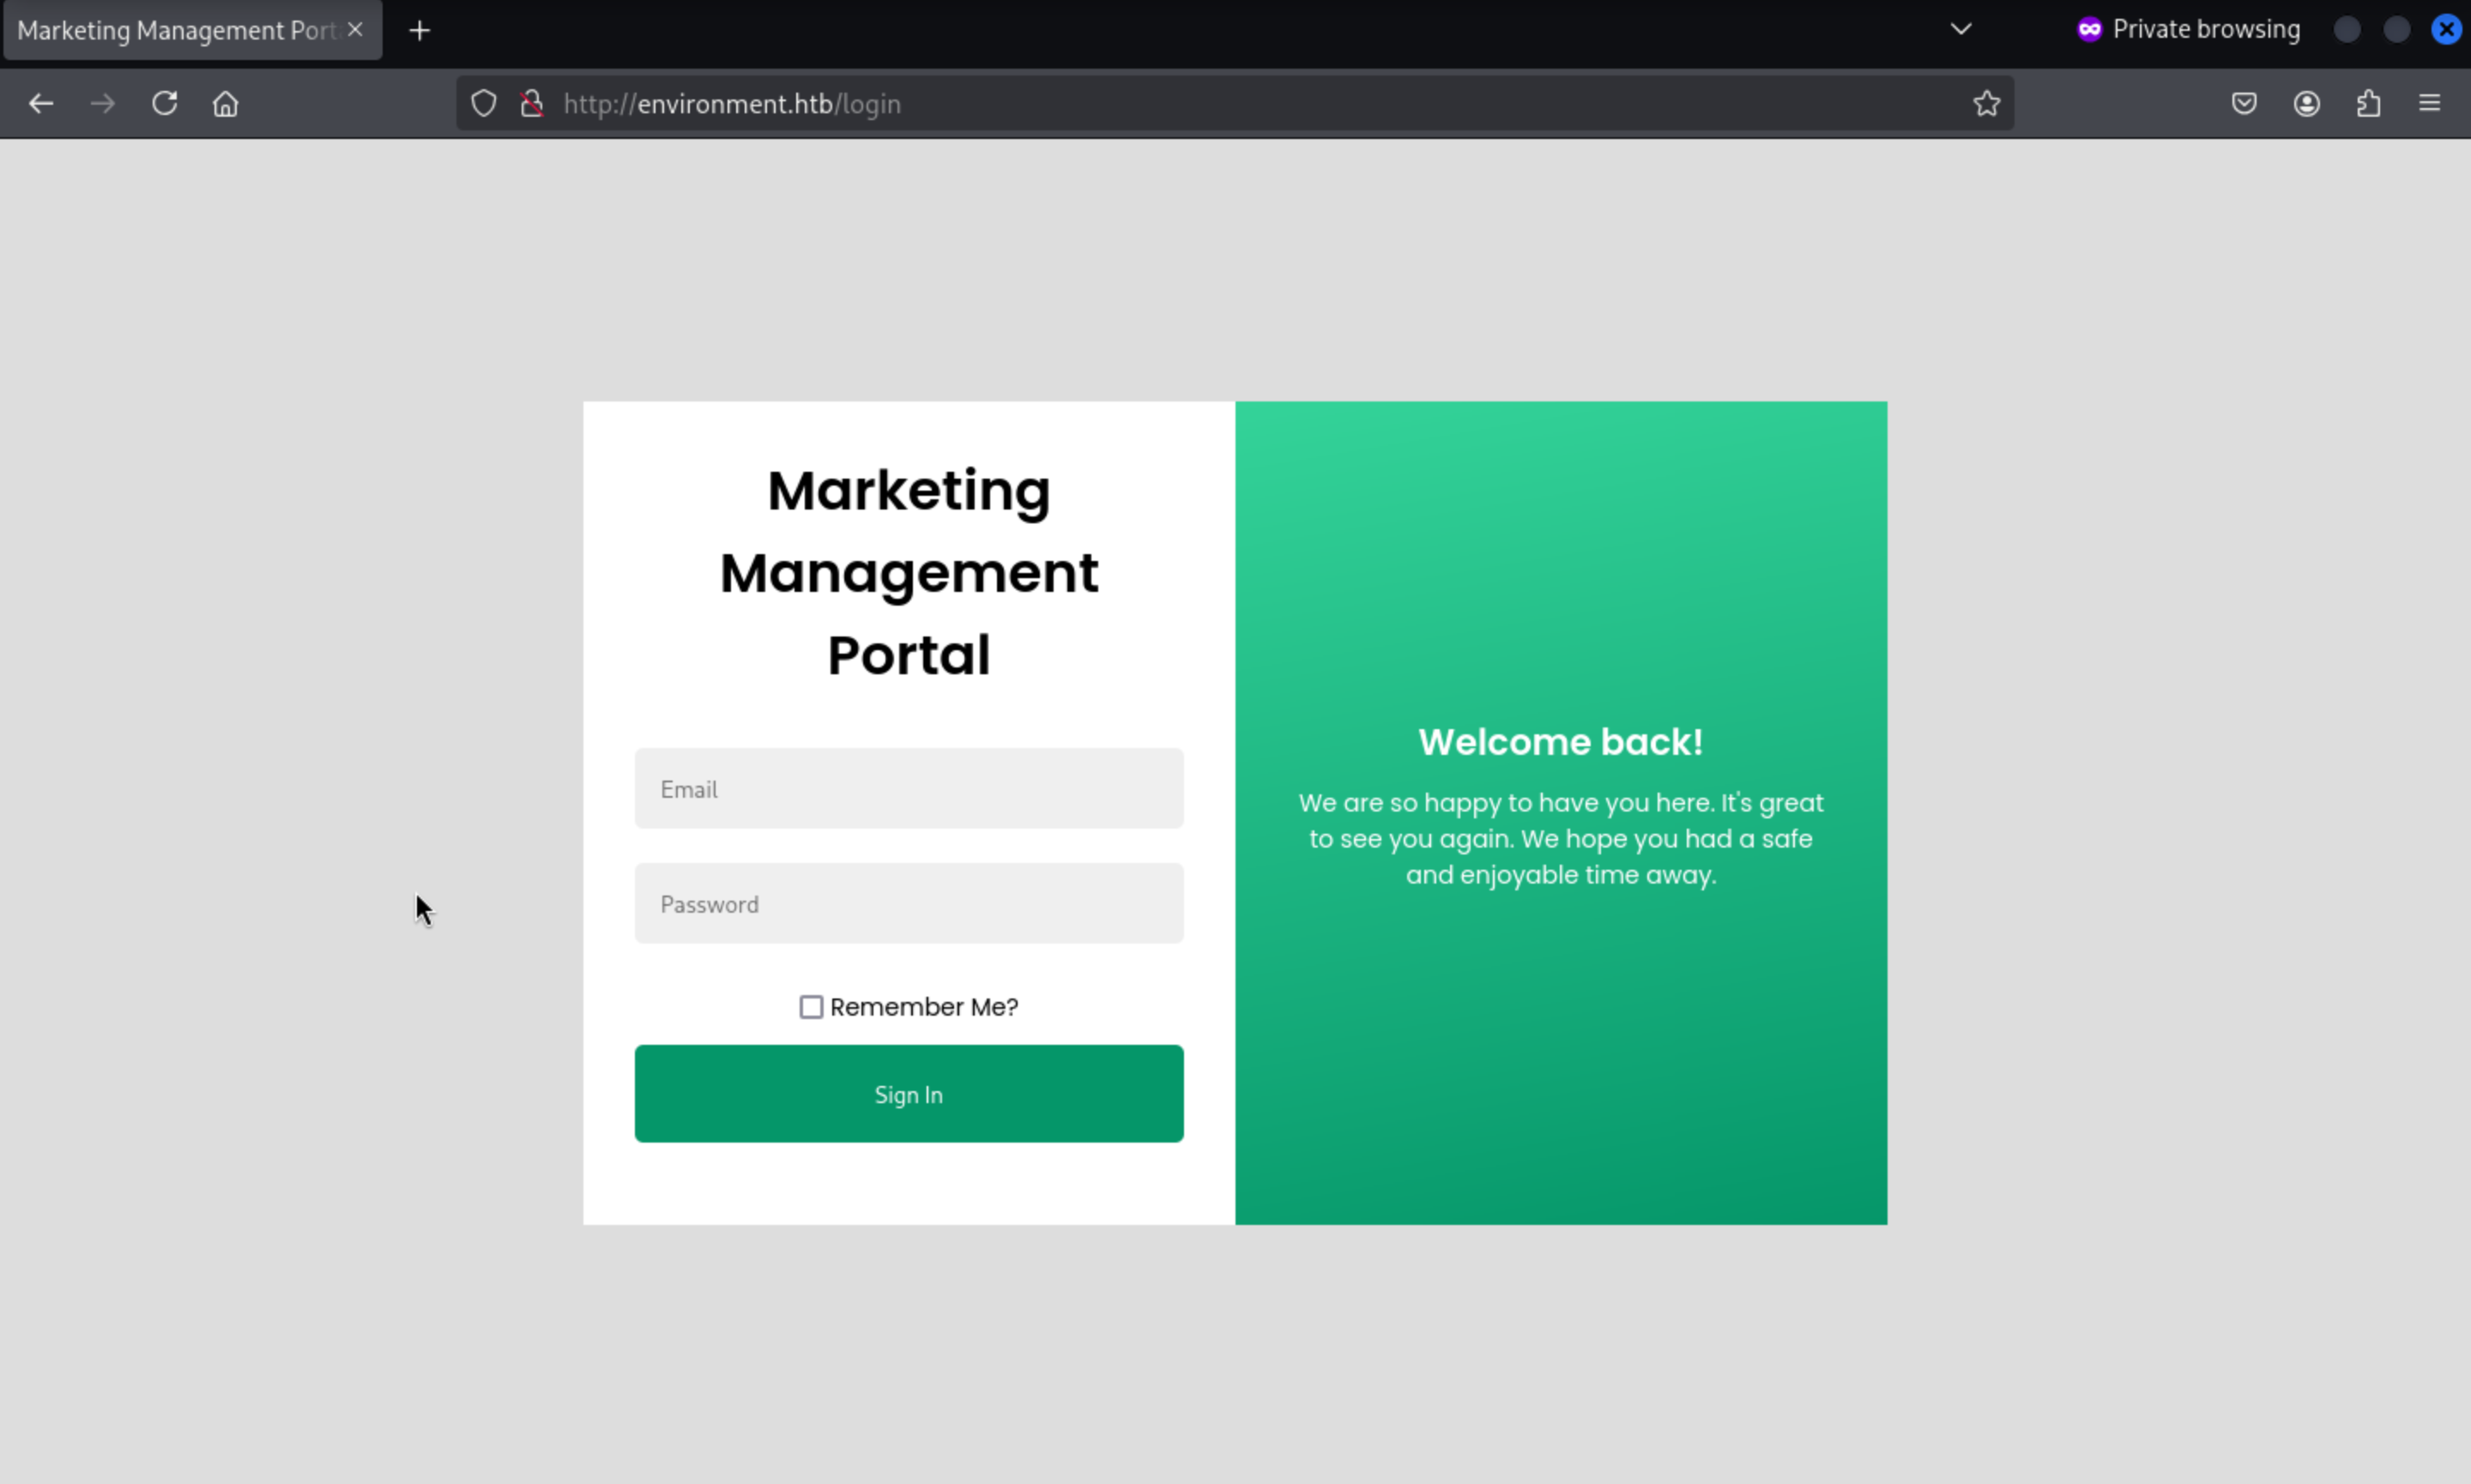 Marketing Management Port
Private browsing
http://environment.htb/login
Marketing
Management
Portal
Email
Password
Remember Me?
Sign In
Welcome back!
We are so happy to have you here. It's great
to see you again. We hope you had a safe
and enjoyable time away.